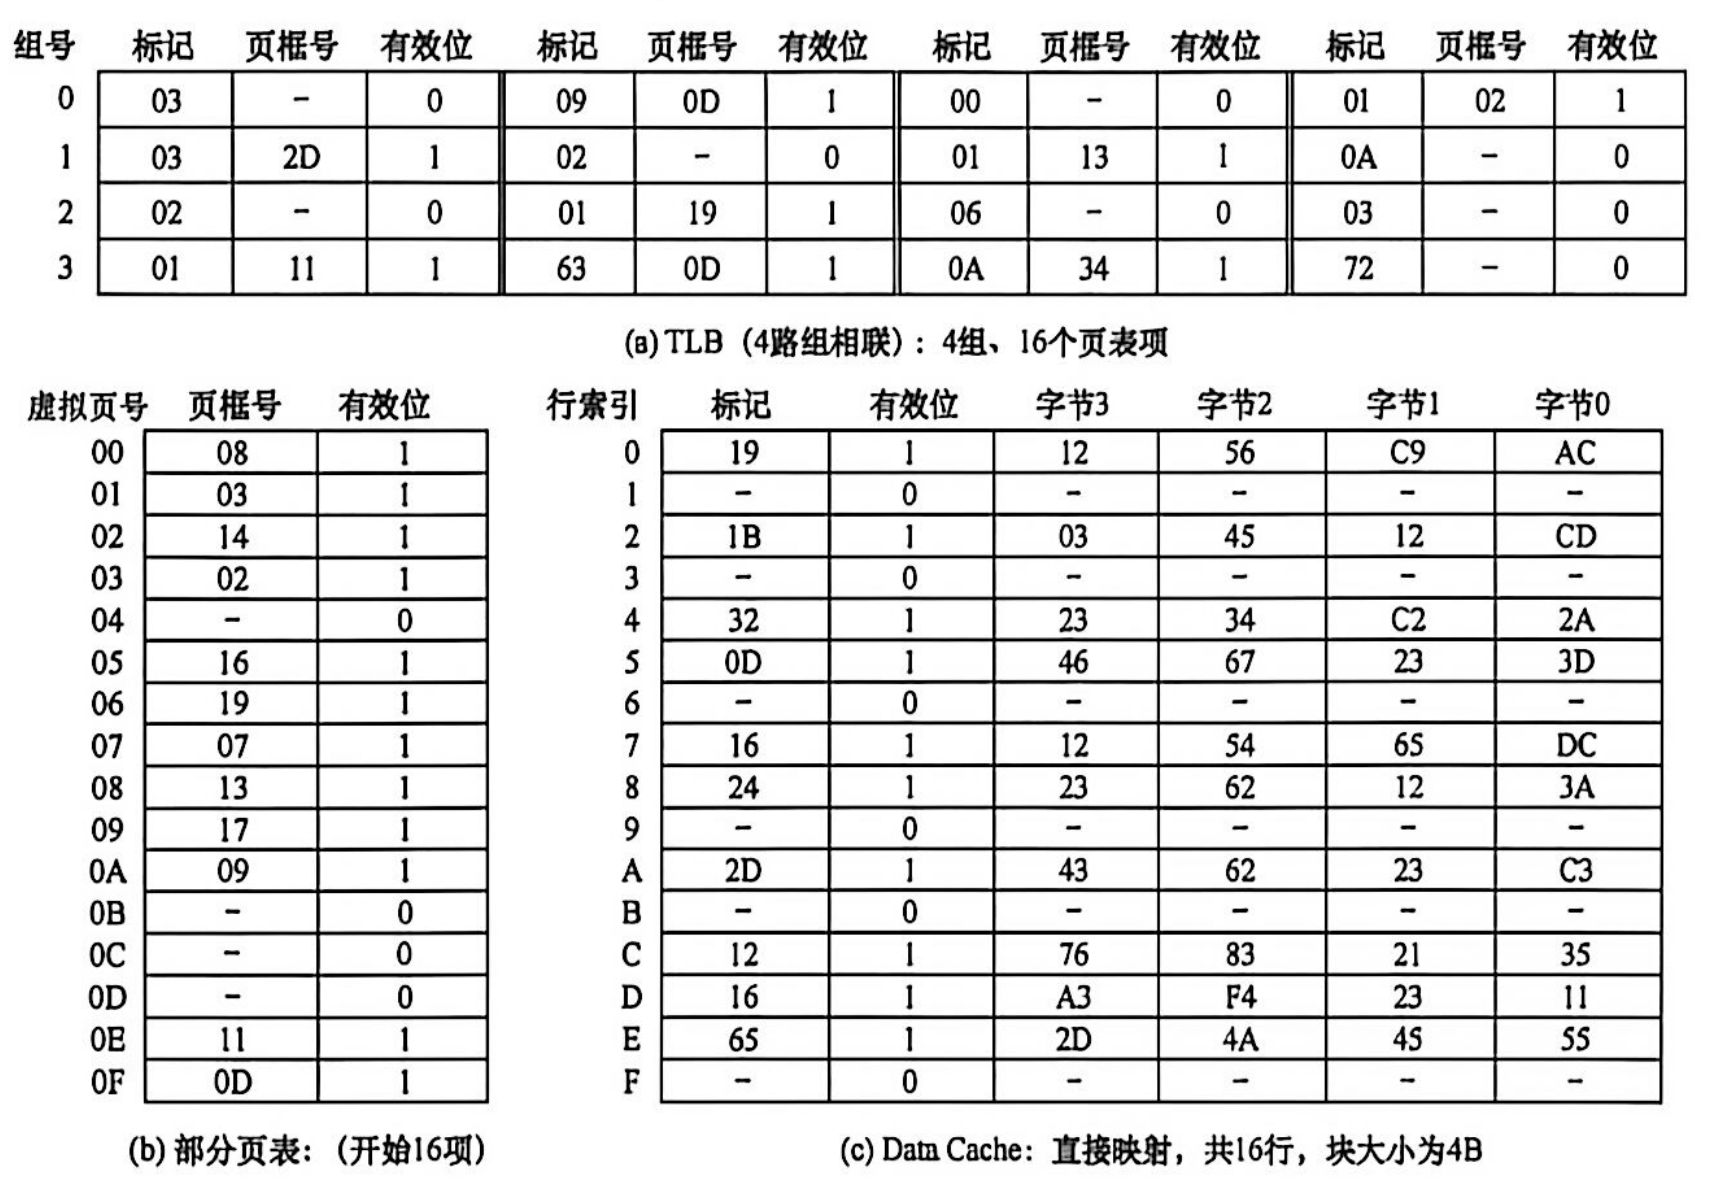 组号 标记 页框号 有效位 标记 页框号 有效位 标记 页框号 有效位 标记 页框号 有效位
0 03 - 0 09 0D 1 00 - 0 01 02 1
1 03 2D 1 02 - 0 01 13 1 0A - 0
2 02 - 0 01 19 1 06 - 0 03 - 0
3 01 11 1 63 0D 1 0A 34 1 72 - 0
(a) TLB（4路组相联）：4组、16个页表项
虚拟页号 页框号 有效位
00 08 1
01 03 1
02 14 1
03 02 1
04 - 0
05 16 1
06 19 1
07 07 1
08 13 1
09 17 1
0A 09 1
0B - 0
0C - 0
0D - 0
0E 11 1
0F 0D 1
(b) 部分页表：（开始16项）
行索引 标记 有效位 字节3 字节2 字节1 字节0
0 19 1 12 56 C9 AC
1 - 0 - - - -
2 1B 1 03 45 12 CD
3 - 0 - - - -
4 32 1 23 34 C2 2A
5 0D 1 46 67 23 3D
6 - 0 - - - -
7 16 1 12 54 65 DC
8 24 1 23 62 12 3A
9 - 0 - - - -
A 2D 1 43 62 23 C3
B - 0 - - - -
C 12 1 76 83 21 35
D 16 1 A3 F4 23 11
E 65 1 2D 4A 45 55
F - 0 - - - -
(c) Data Cache：直接映射，共16行，块大小为4B